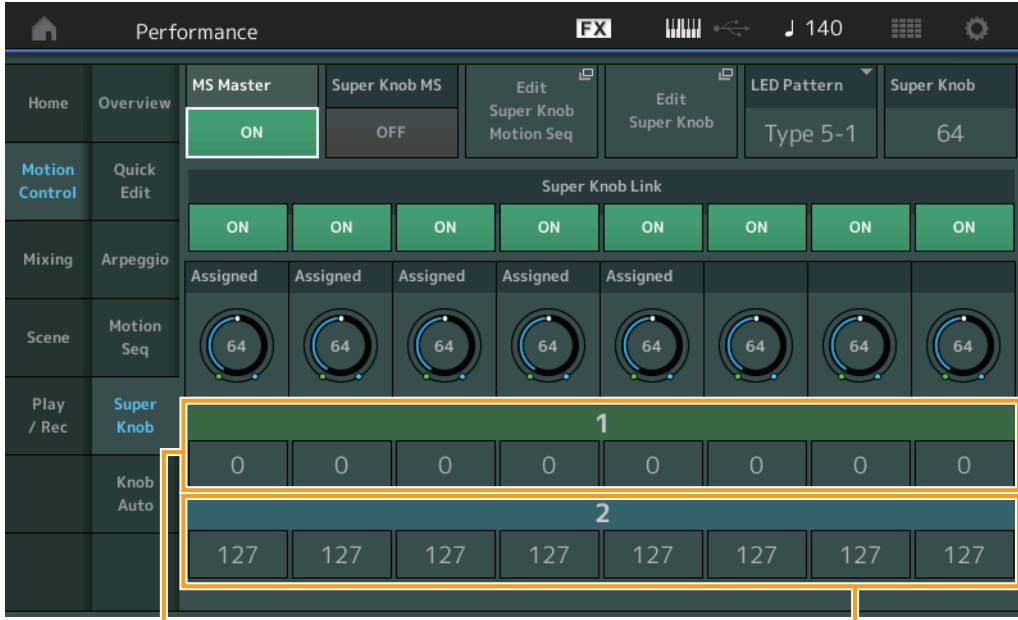 Performance FX 140
Home
Motion
Control
Mixing
Scene
Play
/ Rec
Overview
Quick
Edit
Arpeggio
Motion
Seq
Super
Knob
Knob
Auto
MS Master Super Knob MS Edit
Super Knob
Motion Seq Edit
Super Knob LED Pattern Super Knob
ON OFF Type 5-1 64
Super Knob Link
ON ON ON ON ON ON ON ON
Assigned Assigned Assigned Assigned Assigned
64 64 64 64 64 64 64 64
1
0 0 0 0 0 0 0 0
2
127 127 127 127 127 127 127 127